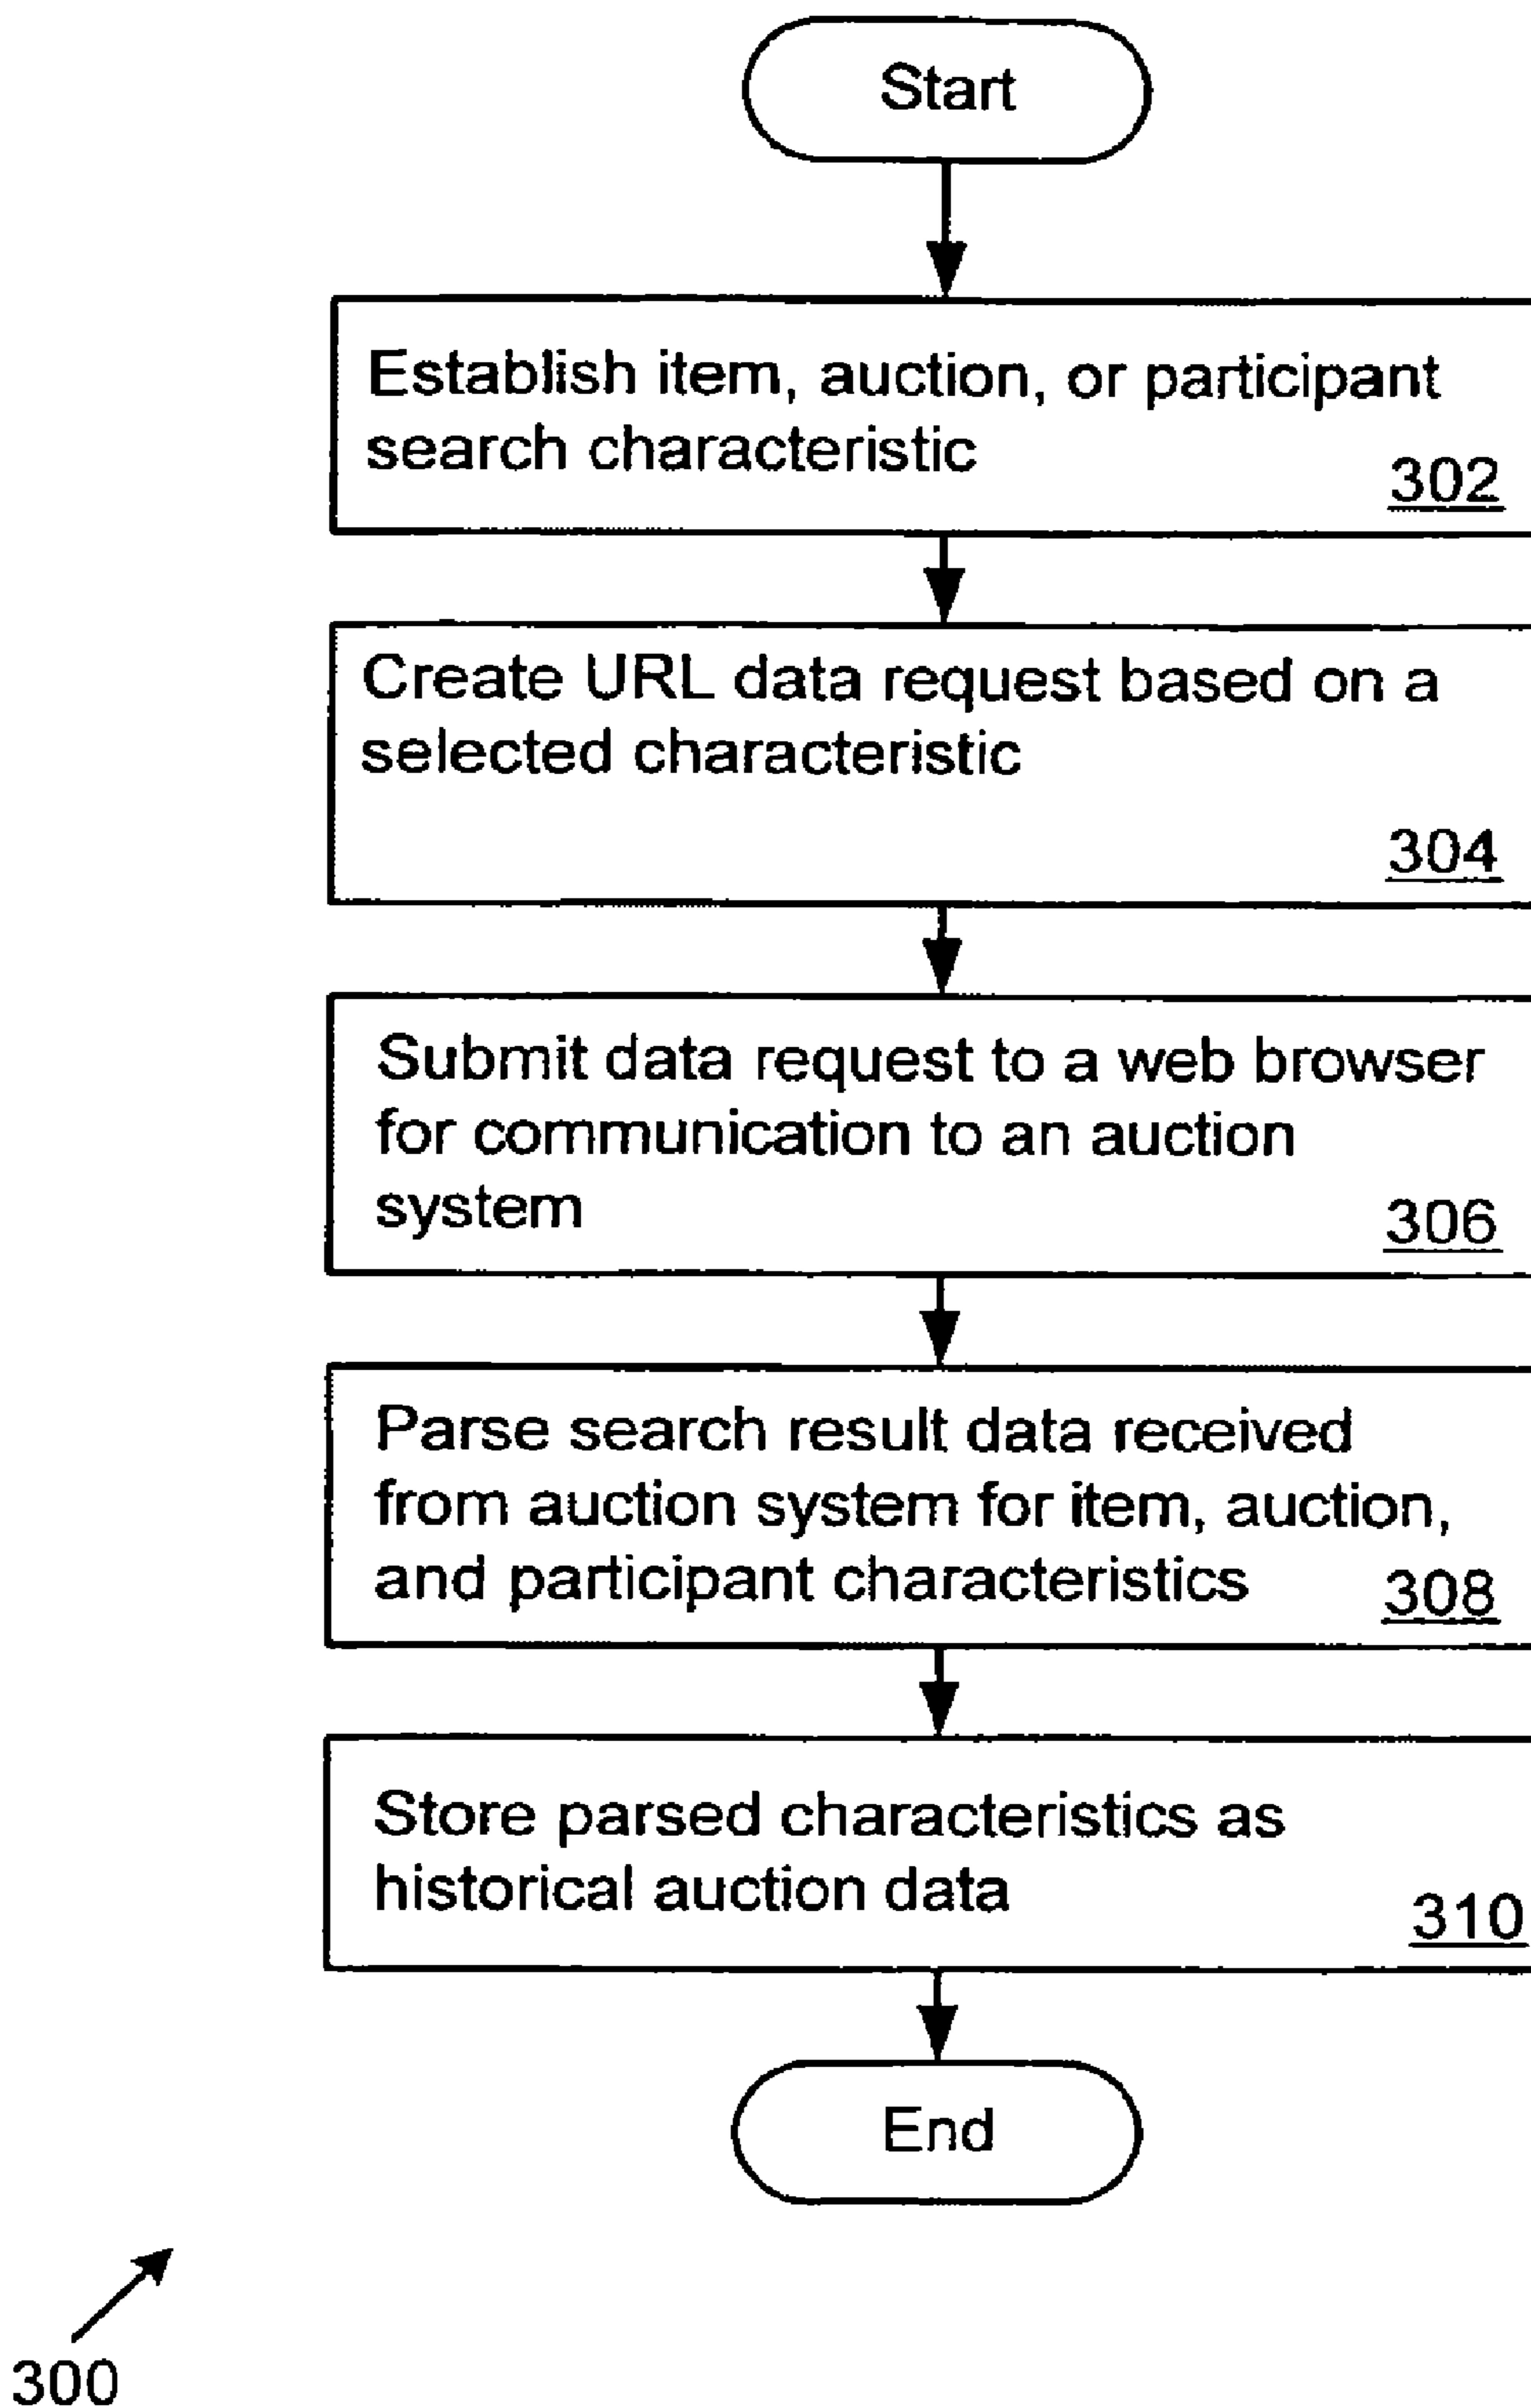 Start
Establish item, auction, or participant
search characteristic
302
Create URL data request based on a
selected characteristic
304
Submit data request to a web browser
for communication to an auction
system
306
Parse search result data received
from auction system for item, auction,
and participant characteristics
308
Store parsed characteristics as
historical auction data
310
End
300